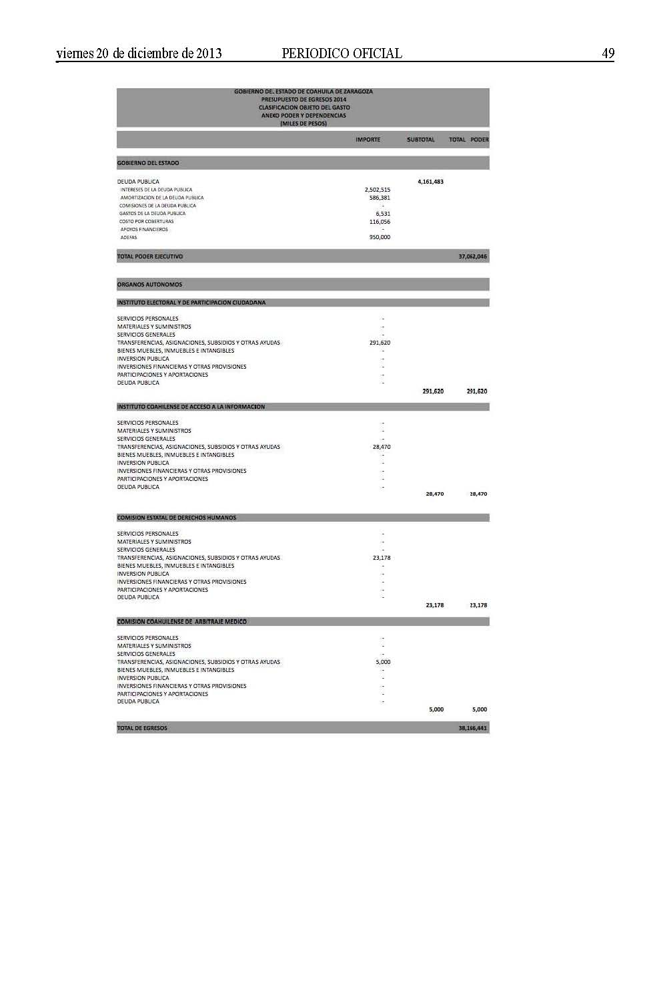 viernes 20 de diciembre de 2013 PERIODICO OFICIAL 49
GOBIERNO DEL ESTADO DE COAHUILA DE ZARAGOZA
PRESUPUESTO DE EGRESOS 2014
CLASIFICACION OBJETO DEL GASTO
ANEXO PODER Y DEPENDENCIAS
(MILES DE PESOS)
IMPORTE SUBTOTAL TOTAL PODER
GOBIERNO DEL ESTADO
DEUDA PUBLICA 4,161,483
INTERESES DE LA DEUDA PUBLICA 2,502,515
AMORTIZACION DE LA DEUDA PUBLICA 586,381
COMISIONES DE LA DEUDA PUBLICA -
GASTOS DE LA DEUDA PUBLICA 6,531
COSTO POR COBERTURAS 116,056
APOYOS FINANCIEROS -
ADEFAS 950,000
TOTAL PODER EJECUTIVO 37,062,046
ORGANOS AUTONOMOS
INSTITUTO ELECTORAL Y DE PARTICIPACION CIUDADANA
SERVICIOS PERSONALES -
MATERIALES Y SUMINISTROS -
SERVICIOS GENERALES -
TRANSFERENCIAS, ASIGNACIONES, SUBSIDIOS Y OTRAS AYUDAS 291,620
BIENES MUEBLES, INMUEBLES E INTANGIBLES -
INVERSION PUBLICA -
INVERSIONES FINANCIERAS Y OTRAS PROVISIONES -
PARTICIPACIONES Y APORTACIONES -
DEUDA PUBLICA -
291,620 291,620
INSTITUTO COAHILENSE DE ACCESO A LA INFORMACION
SERVICIOS PERSONALES -
MATERIALES Y SUMINISTROS -
SERVICIOS GENERALES -
TRANSFERENCIAS, ASIGNACIONES, SUBSIDIOS Y OTRAS AYUDAS 28,470
BIENES MUEBLES, INMUEBLES E INTANGIBLES -
INVERSION PUBLICA -
INVERSIONES FINANCIERAS Y OTRAS PROVISIONES -
PARTICIPACIONES Y APORTACIONES -
DEUDA PUBLICA -
28,470 28,470
COMISION ESTATAL DE DERECHOS HUMANOS
SERVICIOS PERSONALES -
MATERIALES Y SUMINISTROS -
SERVICIOS GENERALES -
TRANSFERENCIAS, ASIGNACIONES, SUBSIDIOS Y OTRAS AYUDAS 23,178
BIENES MUEBLES, INMUEBLES E INTANGIBLES -
INVERSION PUBLICA -
INVERSIONES FINANCIERAS Y OTRAS PROVISIONES -
PARTICIPACIONES Y APORTACIONES -
DEUDA PUBLICA -
23,178 23,178
COMISION COAHUILENSE DE ARBITRAJE MEDICO
SERVICIOS PERSONALES -
MATERIALES Y SUMINISTROS -
SERVICIOS GENERALES -
TRANSFERENCIAS, ASIGNACIONES, SUBSIDIOS Y OTRAS AYUDAS 5,000
BIENES MUEBLES, INMUEBLES E INTANGIBLES -
INVERSION PUBLICA -
INVERSIONES FINANCIERAS Y OTRAS PROVISIONES -
PARTICIPACIONES Y APORTACIONES -
DEUDA PUBLICA -
5,000 5,000
TOTAL DE EGRESOS 38,166,441